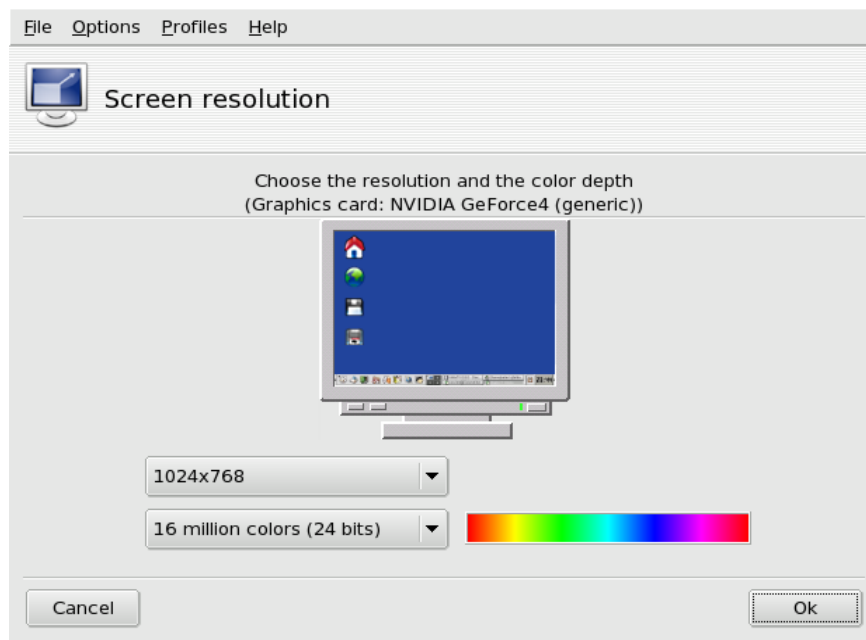 File Options Profiles Help
Screen resolution
Choose the resolution and the color depth
(Graphics card: NVIDIA GeForce4 (generic))
1024x768
16 million colors (24 bits)
Cancel Ok